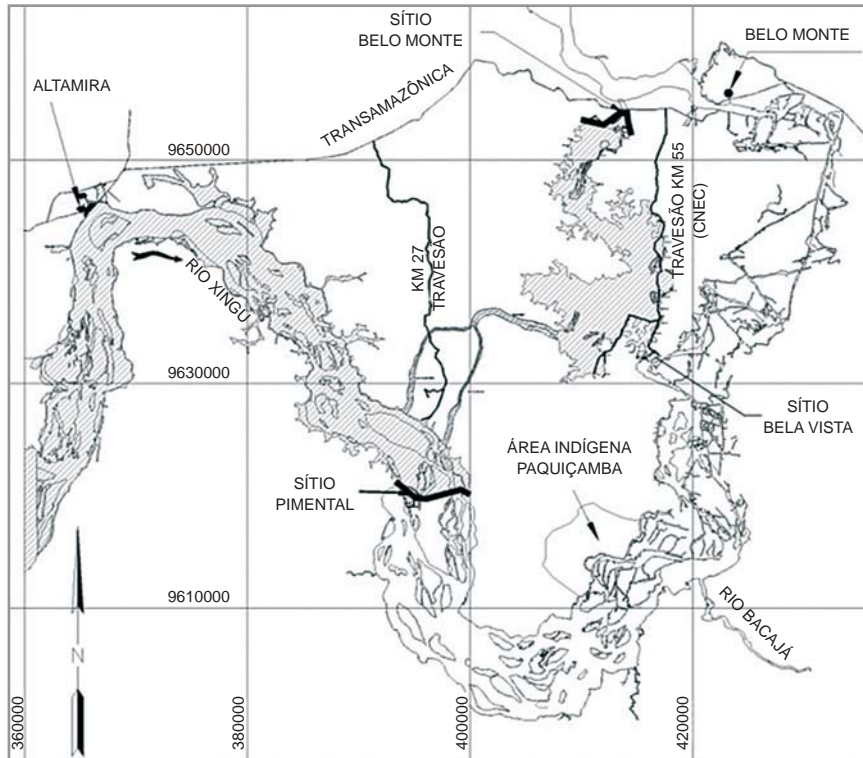 SÍTIO
BELO MONTE
BELO MONTE
ALTAMIRA
TRANSAMAZÔNICA
9650000
TRAVESÃO KM 55
(CNEC)
KM 27
TRAVESÃO
RIO XINGU
9630000
SÍTIO
BELA VISTA
ÁREA INDÍGENA
PAQUIÇAMBA
SÍTIO
PIMENTAL
9610000
RIO BACAJÁ
N
360000
380000
400000
420000